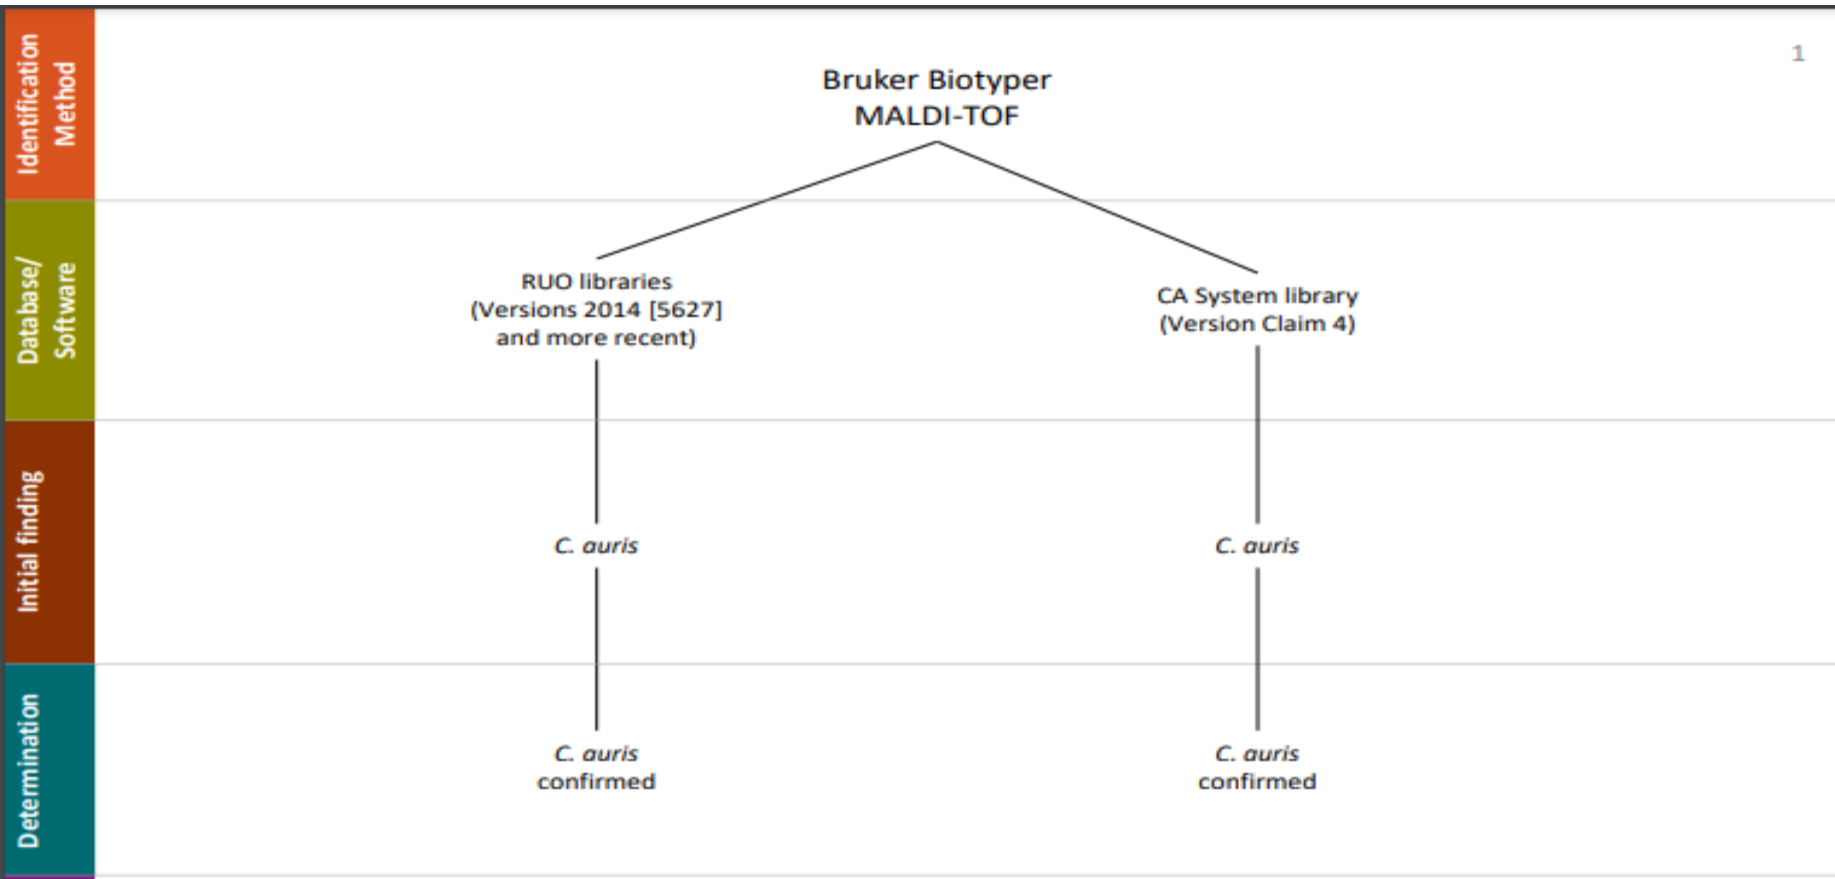 1
Identification
Method
Bruker Biotyper
MALDI-TOF
Database/
Software
RUO libraries
(Versions 2014 [5627]
and more recent)
CA System library
(Version Claim 4)
Initial finding
C. auris
C. auris
Determination
C. auris
confirmed
C. auris
confirmed